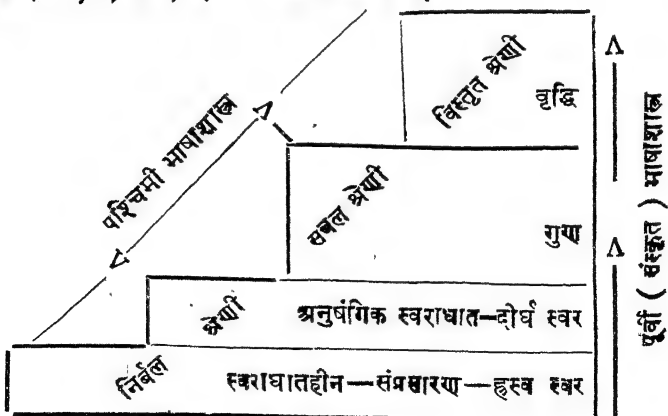 विस्तृत श्रेणी
वृद्धि
पश्चिमी भाषाशास्त्र
सबल श्रेणी
गुण
निर्बल श्रेणी
अनुषंगिक स्वराघात—दीर्घ स्वर
स्वराघातहीन—संप्रसारण—ह्रस्व स्वर
पूर्वी ( संस्कृत ) भाषाशास्त्र